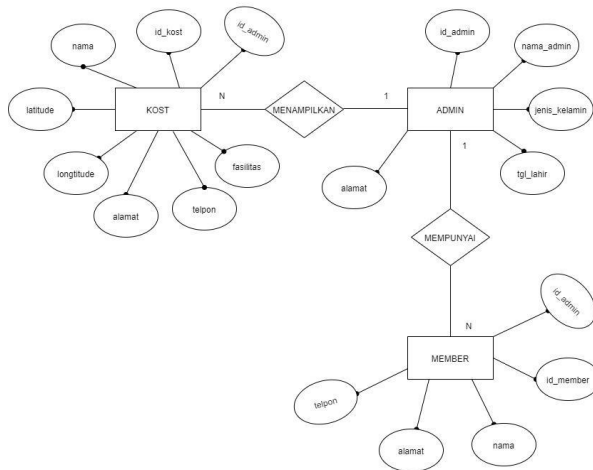 id_kost
id_admin
nama
id_admin
nama_admin
latitude
KOST
N
MENAMPILKAN
1
ADMIN
jenis_kelamin
1
longtitude
fasilitas
alamat
telpon
alamat
tgl_lahir
MEMPUNYAI
id_admin
N
MEMBER
id_member
telpon
alamat
nama